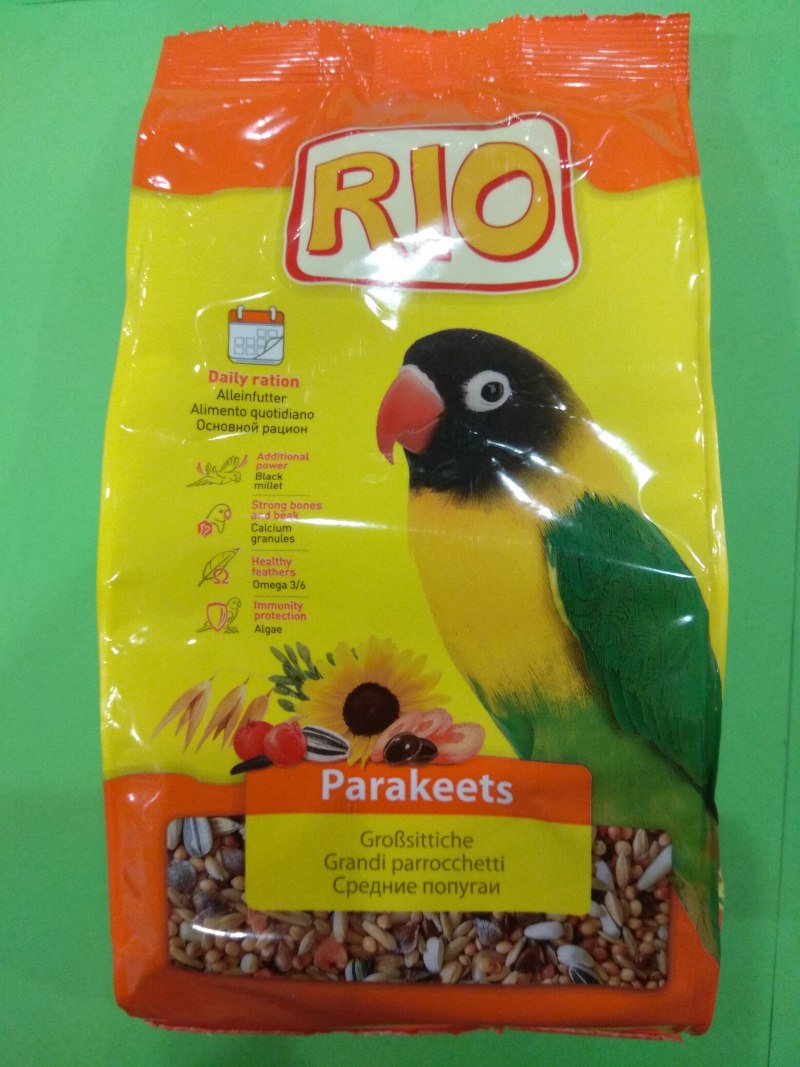 RIO
Daily ration
Alleinfutter
Alimento quotidiano
Основной рацион
Additional
power
Black
millet
Strong bones
and beak
Calcium
granules
Healthy
feathers
Omega 3/6
Immunity
protection
Algae
Parakeets
Großsittiche
Grandi parrocchetti
Средние попугаи